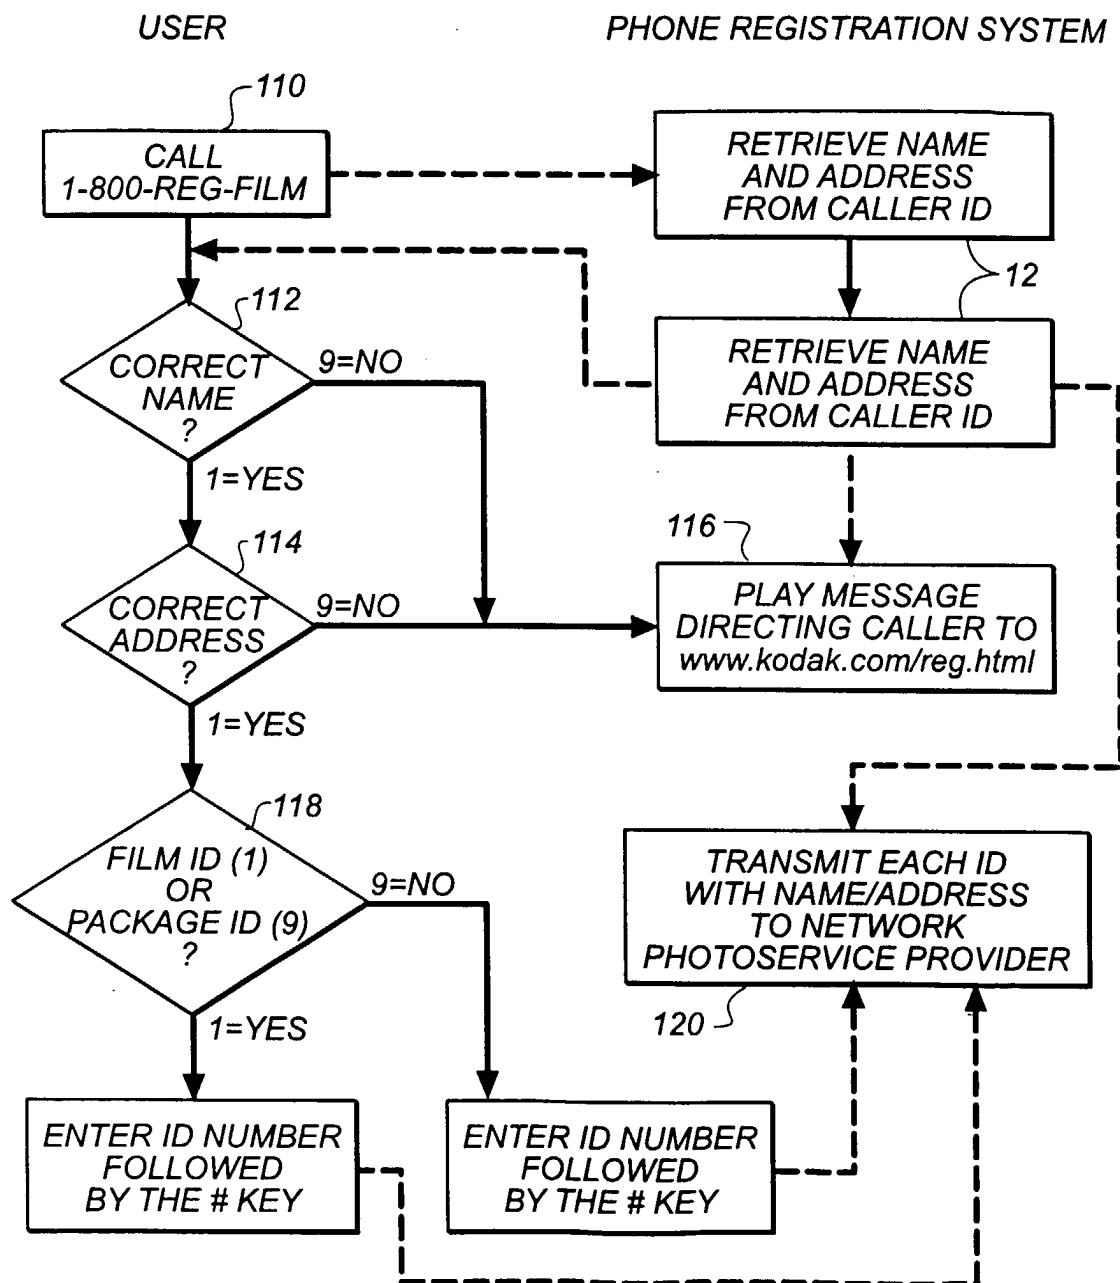 USER
PHONE REGISTRATION SYSTEM
110
CALL
1-800-REG-FILM
RETRIEVE NAME
AND ADDRESS
FROM CALLER ID
12
112
CORRECT
NAME
?
9=NO
1=YES
RETRIEVE NAME
AND ADDRESS
FROM CALLER ID
114
CORRECT
ADDRESS
?
9=NO
1=YES
116
PLAY MESSAGE
DIRECTING CALLER TO
www.kodak.com/reg.html
118
FILM ID (1)
OR
PACKAGE ID (9)
?
9=NO
1=YES
TRANSMIT EACH ID
WITH NAME/ADDRESS
TO NETWORK
PHOTOSERVICE PROVIDER
120
ENTER ID NUMBER
FOLLOWED
BY THE # KEY
ENTER ID NUMBER
FOLLOWED
BY THE # KEY